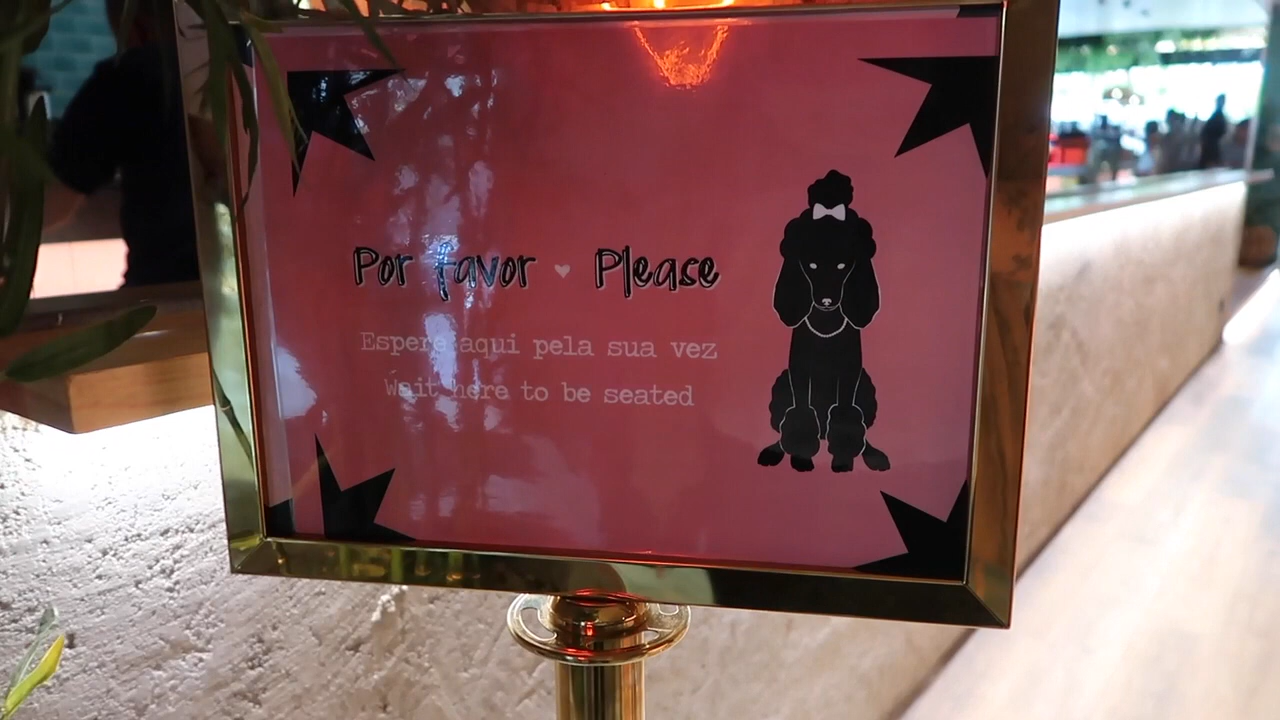 Por favor ♥ Please
Espere aqui pela sua vez
Wait here to be seated